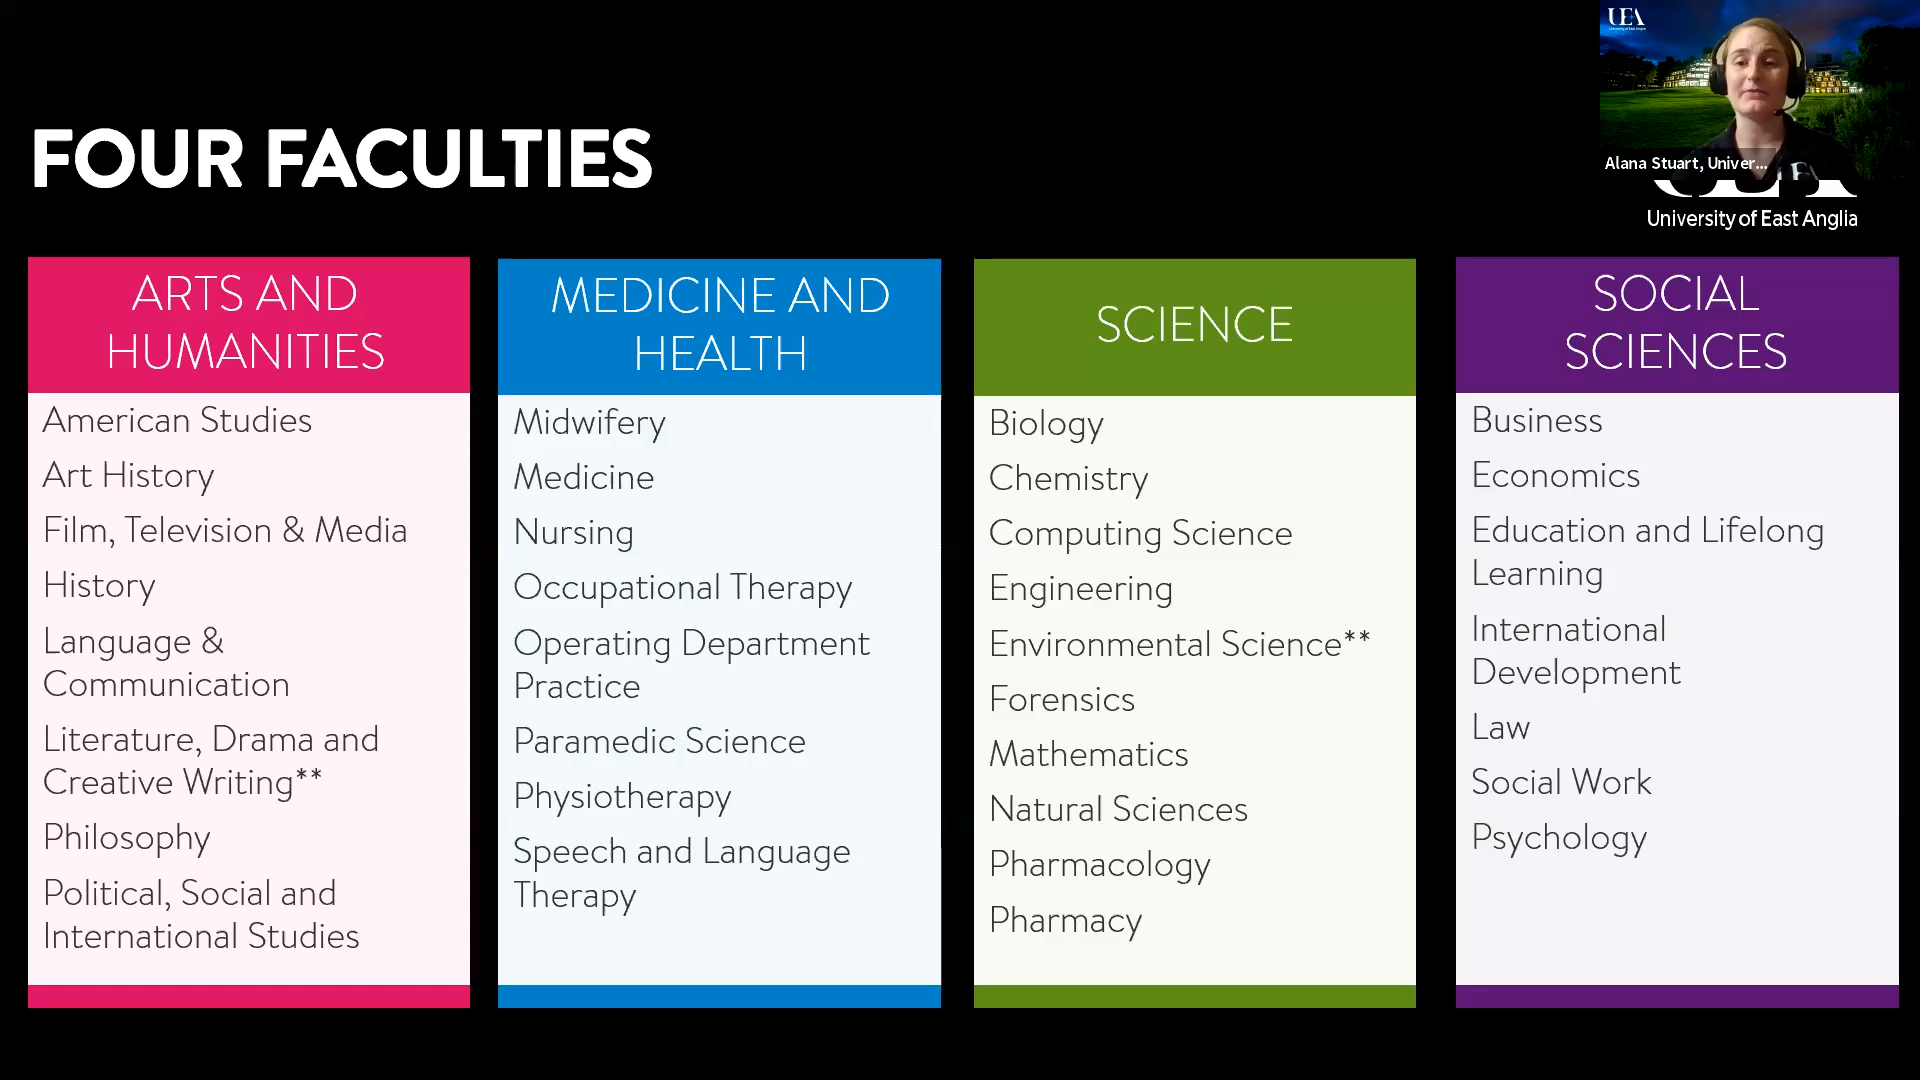 UEA
University of East Anglia
Alana Stuart, Univer...
FOUR FACULTIES
University of East Anglia
ARTS AND
HUMANITIES
American Studies
Art History
Film, Television & Media
History
Language &
Communication
Literature, Drama and
Creative Writing**
Philosophy
Political, Social and
International Studies
MEDICINE AND
HEALTH
Midwifery
Medicine
Nursing
Occupational Therapy
Operating Department
Practice
Paramedic Science
Physiotherapy
Speech and Language
Therapy
SCIENCE
Biology
Chemistry
Computing Science
Engineering
Environmental Science**
Forensics
Mathematics
Natural Sciences
Pharmacology
Pharmacy
SOCIAL
SCIENCES
Business
Economics
Education and Lifelong
Learning
International
Development
Law
Social Work
Psychology